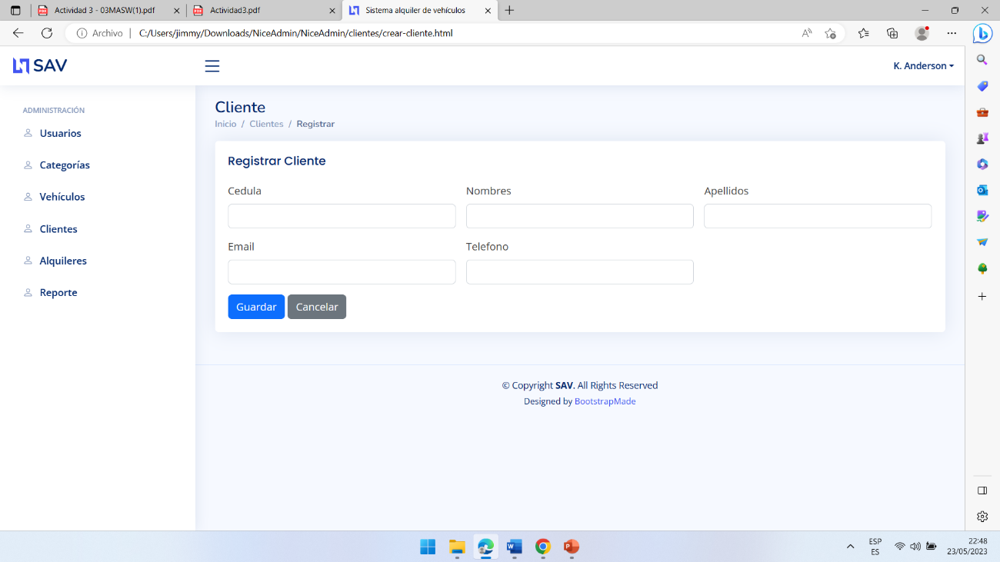 Actividad 3 - 03MASW(1).pdf
Actividad3.pdf
Sistema alquiler de vehículos
Archivo
C:/Users/jimmy/Downloads/NiceAdmin/NiceAdmin/clientes/crear-cliente.html
SAV
K. Anderson
ADMINISTRACIÓN
Usuarios
Categorías
Vehículos
Clientes
Alquileres
Reporte
Cliente
Inicio / Clientes / Registrar
Registrar Cliente
Cedula
Nombres
Apellidos
Email
Telefono
Guardar
Cancelar
© Copyright SAV. All Rights Reserved
Designed by BootstrapMade
ESP
ES
22:48
23/05/2023